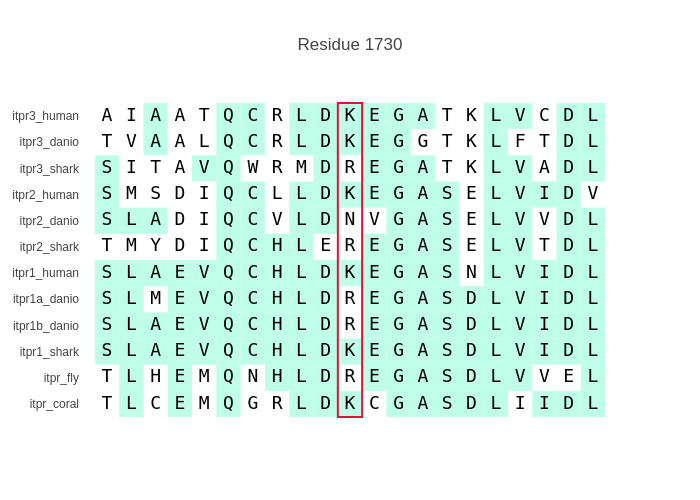 Residue 1730
itpr3_human A I A A T Q C R L D K E G A T K L V C D L
itpr3_danio T V A A L Q C R L D K E G G T K L F T D L
itpr3_shark S I T A V Q W R M D R E G A T K L V A D L
itpr2_human S M S D I Q C L L D K E G A S E L V I D V
itpr2_danio S L A D I Q C V L D N V G A S E L V V D L
itpr2_shark T M Y D I Q C H L E R E G A S E L V T D L
itpr1_human S L A E V Q C H L D K E G A S N L V I D L
itpr1a_danio S L M E V Q C H L D R E G A S D L V I D L
itpr1b_danio S L A E V Q C H L D R E G A S D L V I D L
itpr1_shark S L A E V Q C H L D K E G A S D L V I D L
itpr_fly T L H E M Q N H L D R E G A S D L V V E L
itpr_coral T L C E M Q G R L D K C G A S D L I I D L